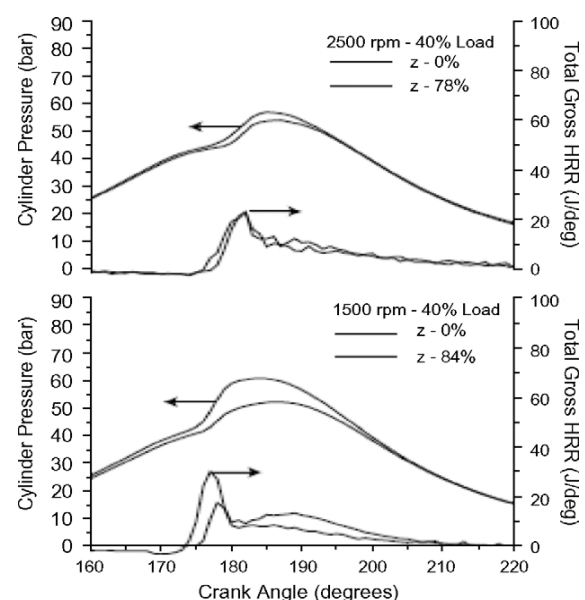 90
80
70
60
50
40
30
20
10
0
Cylinder Pressure (bar)
2500 rpm - 40% Load
z - 0%
z - 78%
100
80
60
40
20
0
Total Gross HRR (J/deg)
90
80
70
60
50
40
30
20
10
0
Cylinder Pressure (bar)
1500 rpm - 40% Load
z - 0%
z - 84%
100
80
60
40
20
0
Total Gross HRR (J/deg)
160 170 180 190 200 210 220
Crank Angle (degrees)